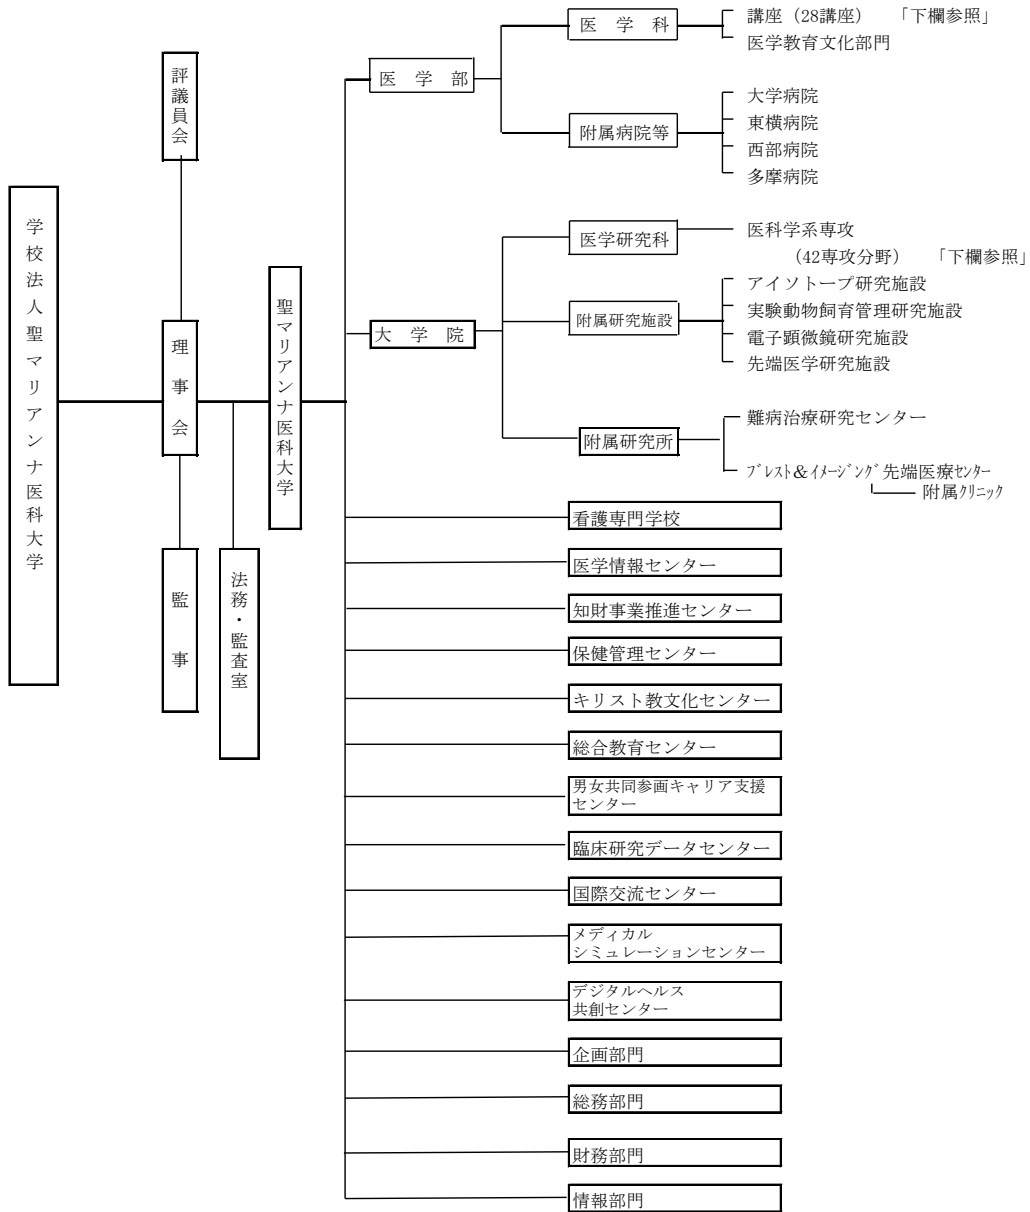 学校法人聖マリアンナ医科大学
評議員会
理事会
監事
法務・監査室
聖マリアンナ医科大学
医学部
医学科
講座（28講座）　「下欄参照」
医学教育文化部門
附属病院等
大学病院
東横病院
西部病院
多摩病院
大学院
医学研究科
医科学系専攻
（42専攻分野）　「下欄参照」
附属研究施設
アイソトープ研究施設
実験動物飼育管理研究施設
電子顕微鏡研究施設
先端医学研究施設
附属研究所
難病治療研究センター
ﾌﾞﾚｽﾄ＆ｲﾒｰｼﾞﾝｸﾞ先端医療ｾﾝﾀｰ
附属ｸﾘﾆｯｸ
看護専門学校
医学情報センター
知財事業推進センター
保健管理センター
キリスト教文化センター
総合教育センター
男女共同参画キャリア支援
センター
臨床研究データセンター
国際交流センター
メディカル
シミュレーションセンター
デジタルヘルス
共創センター
企画部門
総務部門
財務部門
情報部門